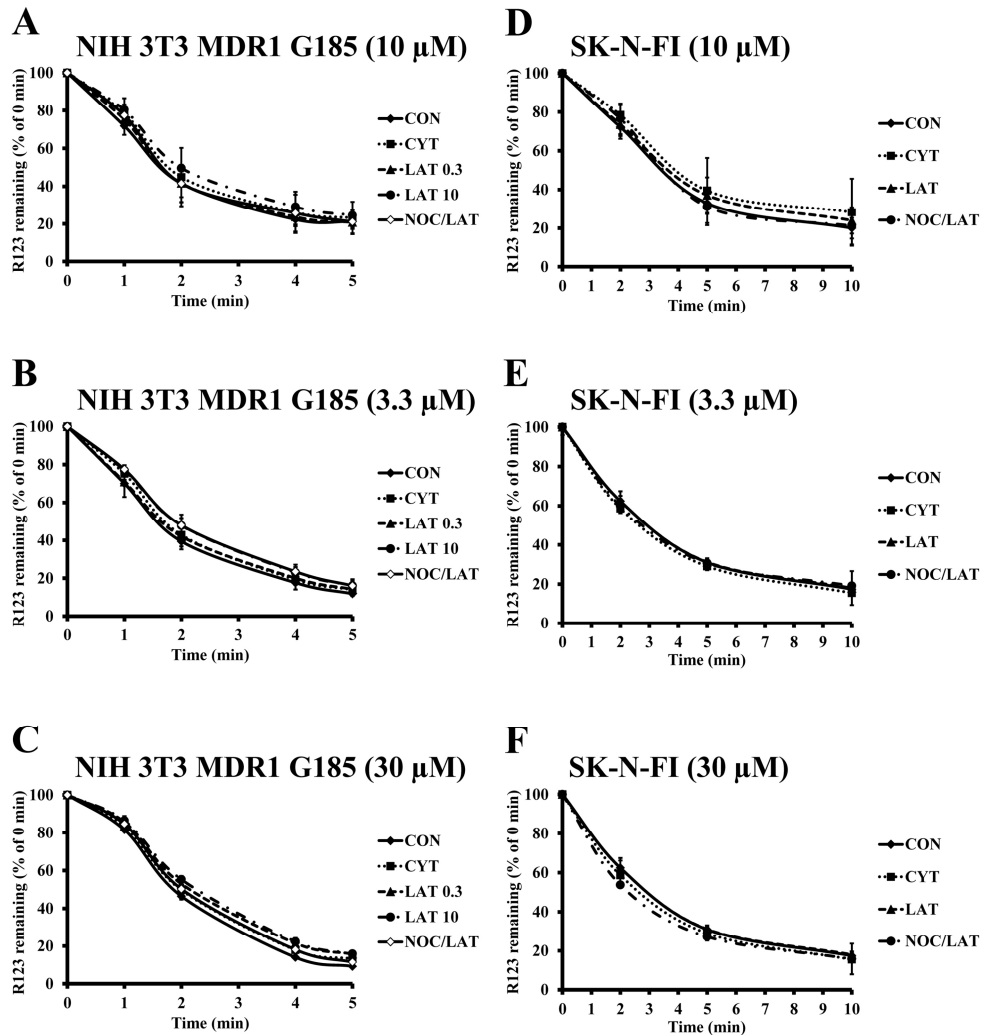 A
NIH 3T3 MDR1 G185 (10 µM)
R123 remaining (% of 0 min)
100
80
60
40
20
0
0 1 2 3 4 5
Time (min)
CON
CYT
LAT 0.3
LAT 10
NOC/LAT
D
SK-N-FI (10 µM)
R123 remaining (% of 0 min)
100
80
60
40
20
0
0 1 2 3 4 5 6 7 8 9 10
Time (min)
CON
CYT
LAT
NOC/LAT
B
NIH 3T3 MDR1 G185 (3.3 µM)
R123 remaining (% of 0 min)
100
80
60
40
20
0
0 1 2 3 4 5
Time (min)
CON
CYT
LAT 0.3
LAT 10
NOC/LAT
E
SK-N-FI (3.3 µM)
R123 remaining (% of 0 min)
100
80
60
40
20
0
0 1 2 3 4 5 6 7 8 9 10
Time (min)
CON
CYT
LAT
NOC/LAT
C
NIH 3T3 MDR1 G185 (30 µM)
R123 remaining (% of 0 min)
100
80
60
40
20
0
0 1 2 3 4 5
Time (min)
CON
CYT
LAT 0.3
LAT 10
NOC/LAT
F
SK-N-FI (30 µM)
R123 remaining (% of 0 min)
100
80
60
40
20
0
0 1 2 3 4 5 6 7 8 9 10
Time (min)
CON
CYT
LAT
NOC/LAT